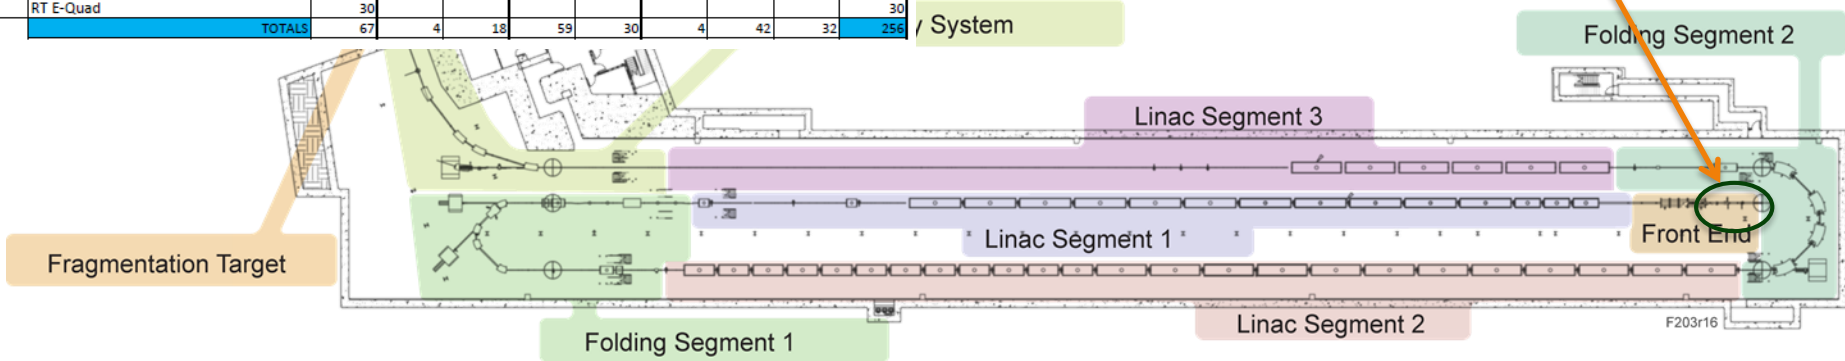 RT E-Quad 30 30
TOTALS 67 4 18 59 30 4 42 32 256
y System
Folding Segment 2
Linac Segment 3
Front End
Linac Segment 1
Fragmentation Target
Linac Segment 2
F203r16
Folding Segment 1